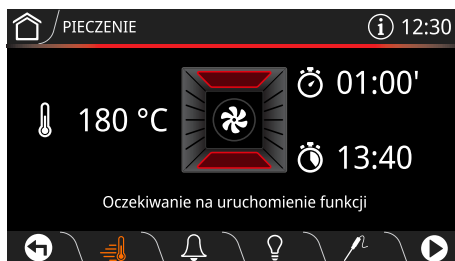 PIECZENIE
12:30
180 °C
01:00'
13:40
Oczekiwanie na uruchomienie funkcji